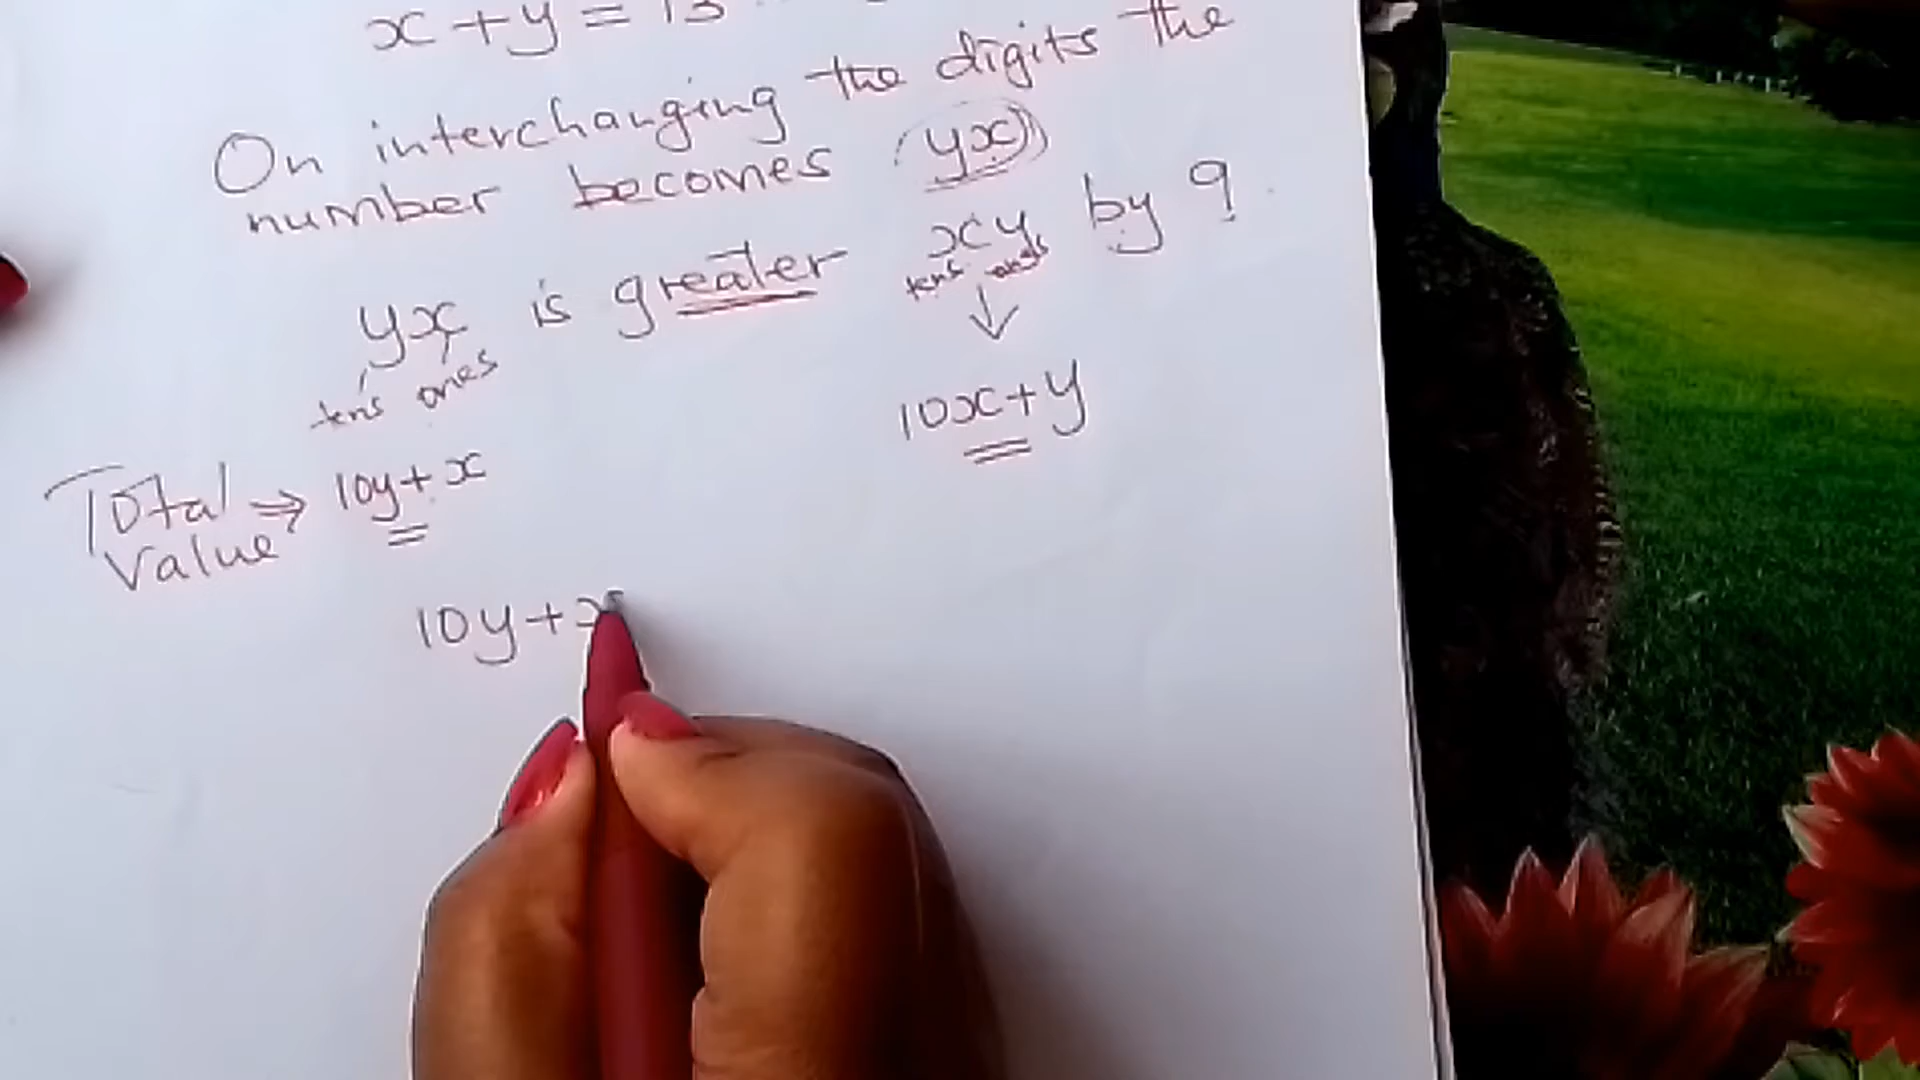 x+y=13
On interchanging the digits the
number becomes yx
yx is greater xy by 9
tens ones
tens ones
10x+y
Total Value ⇒ 10y+x
10y+x